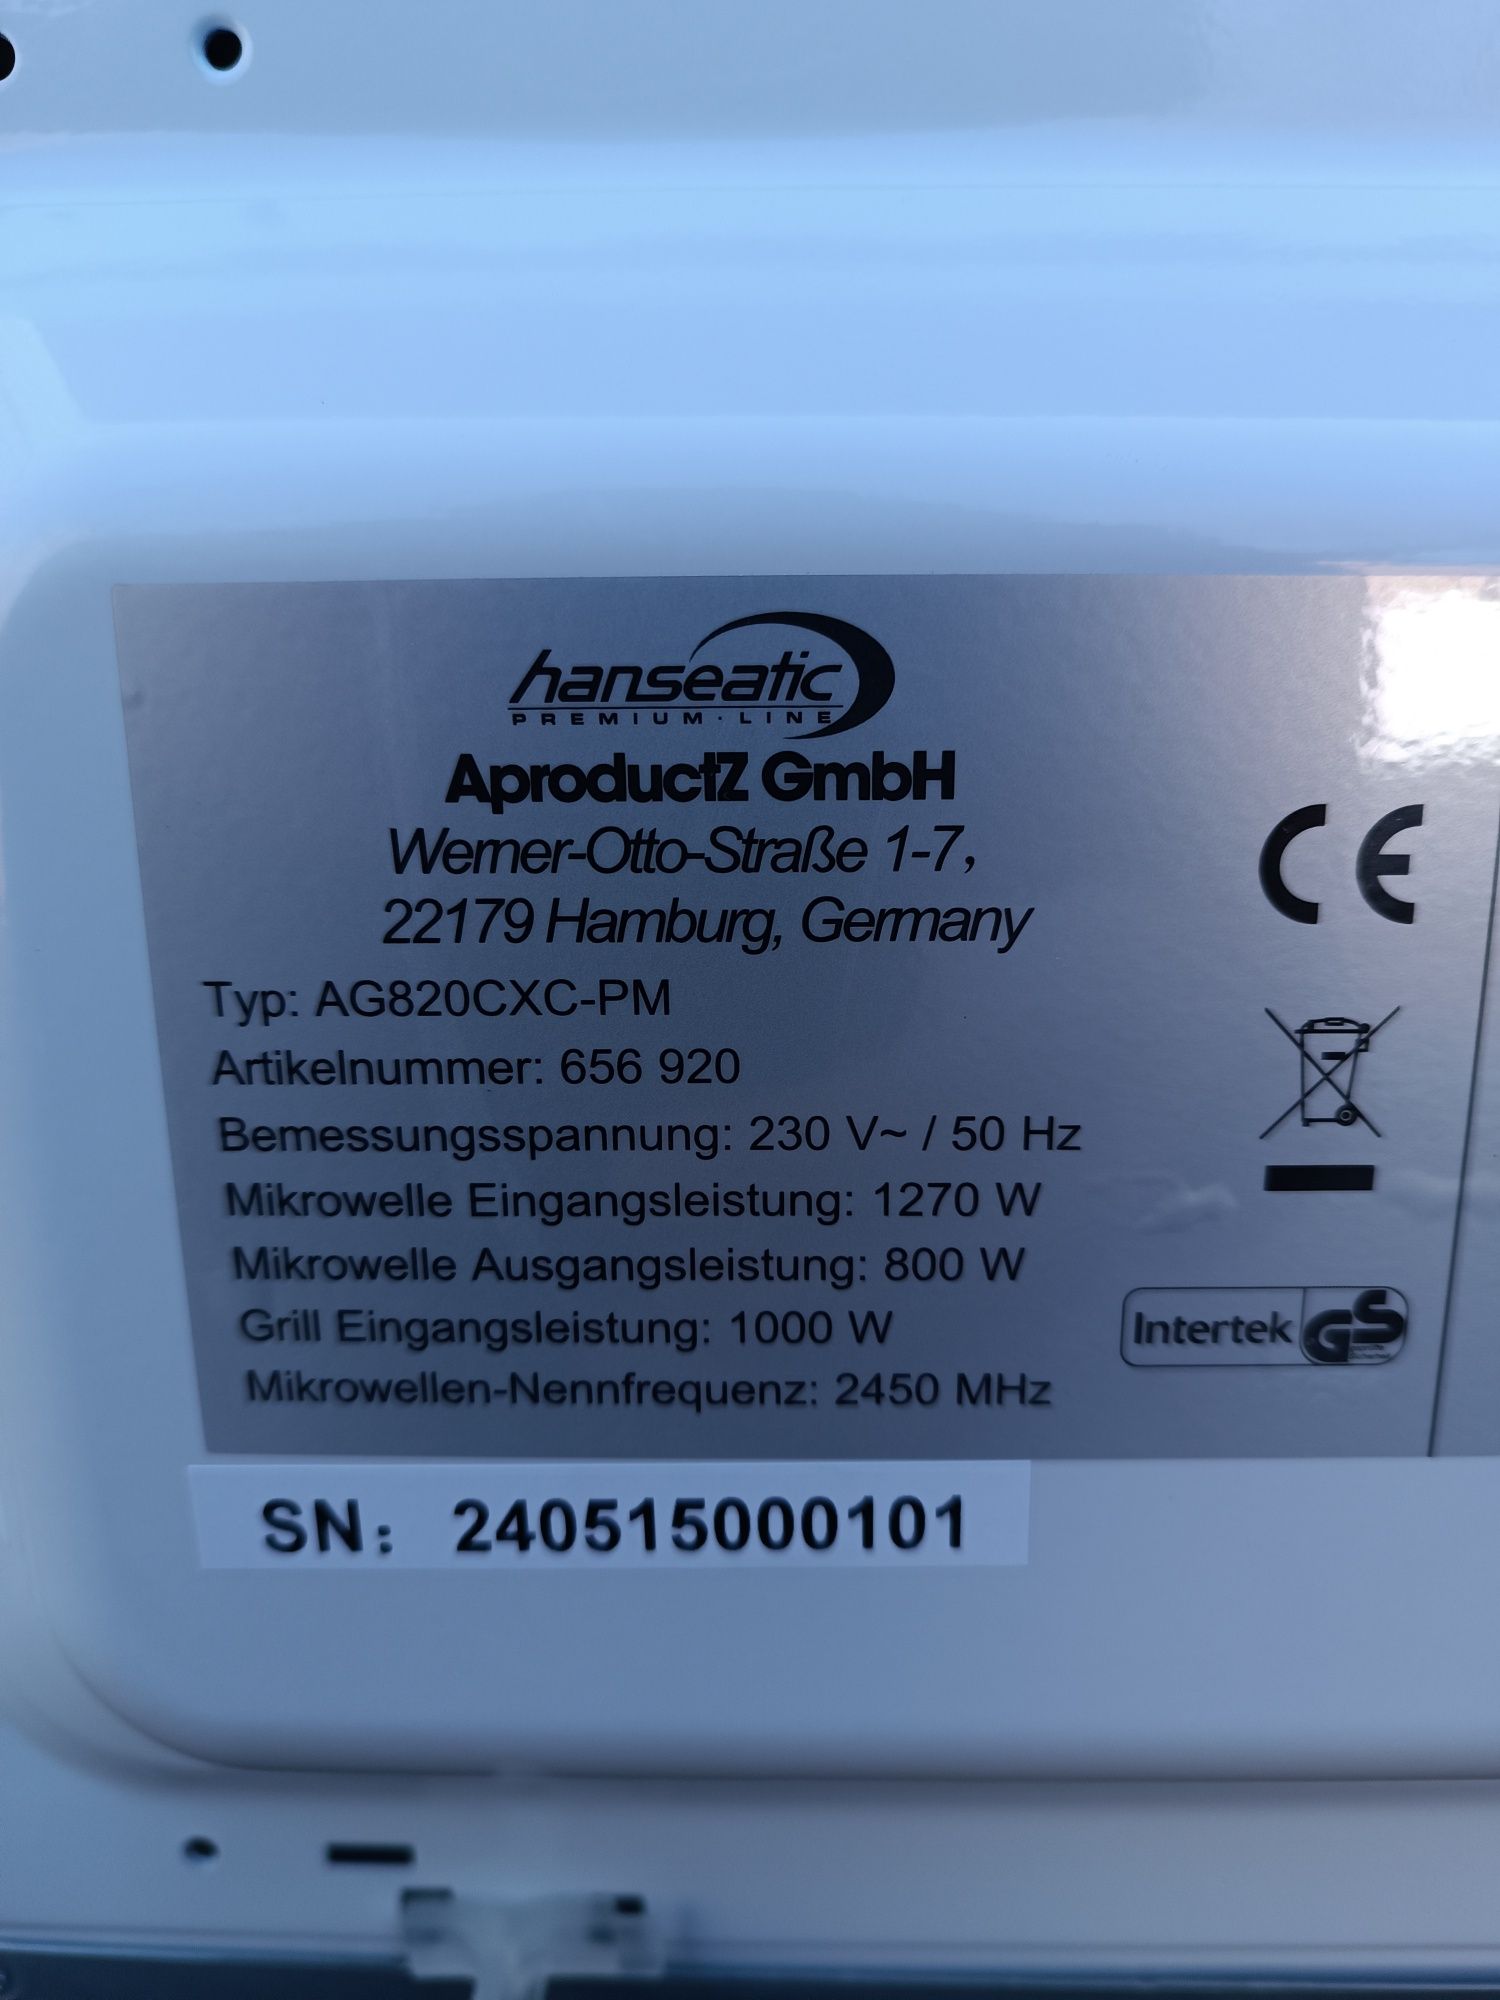 hanseatic
PREMIUM·LINE
AproductZ GmbH
Werner-Otto-Straße 1-7,
22179 Hamburg, Germany
Typ: AG820CXC-PM
Artikelnummer: 656 920
Bemessungsspannung: 230 V~ / 50 Hz
Mikrowelle Eingangsleistung: 1270 W
Mikrowelle Ausgangsleistung: 800 W
Grill Eingangsleistung: 1000 W
Mikrowellen-Nennfrequenz: 2450 MHz
CE
Intertek GS
SN: 240515000101